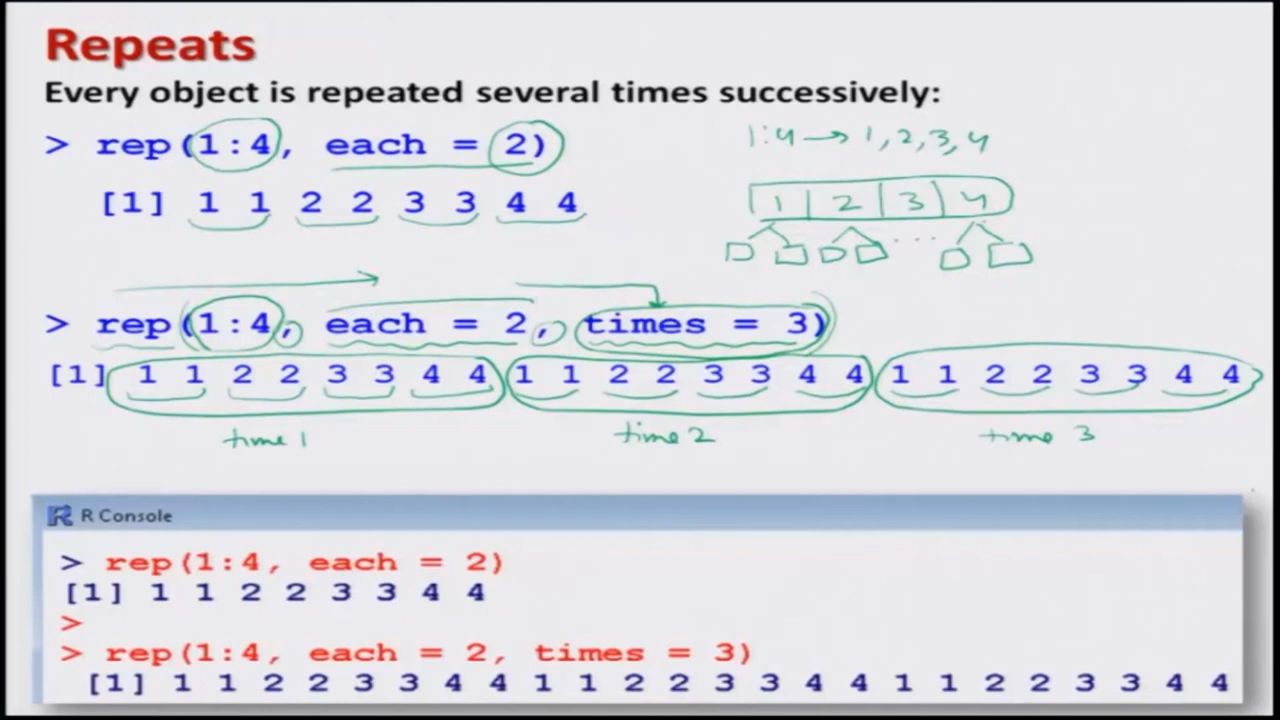 Repeats
Every object is repeated several times successively:
> rep(1:4, each = 2)
1:4 → 1, 2, 3, 4
[1] 1 1 2 2 3 3 4 4
1 2 3 4
> rep(1:4, each = 2, times = 3)
[1] 1 1 2 2 3 3 4 4 1 1 2 2 3 3 4 4 1 1 2 2 3 3 4 4
time 1 time 2 time 3
R Console
> rep(1:4, each = 2)
[1] 1 1 2 2 3 3 4 4
>
> rep(1:4, each = 2, times = 3)
[1] 1 1 2 2 3 3 4 4 1 1 2 2 3 3 4 4 1 1 2 2 3 3 4 4